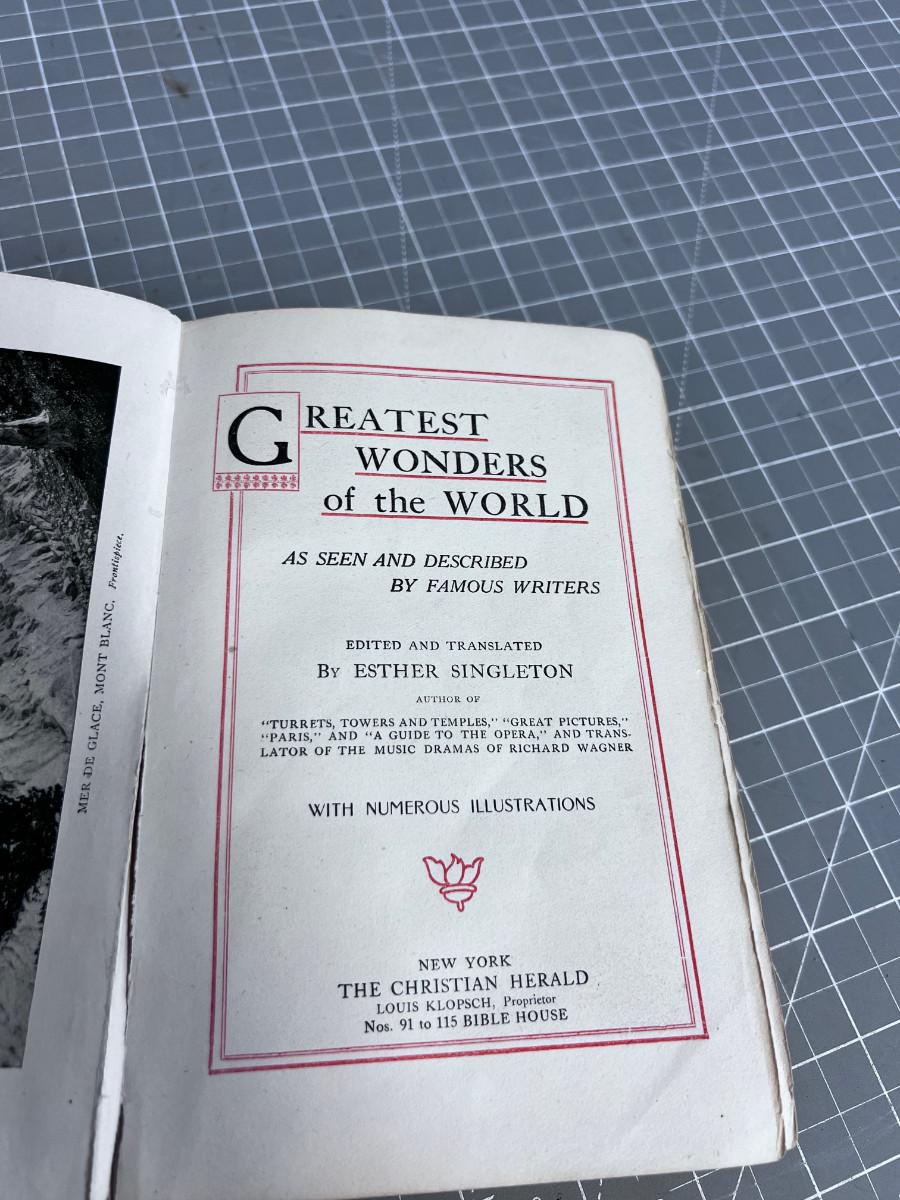 MER DE GLACE, MONT BLANC, Frontispiece.
GREATEST
WONDERS
of the WORLD
AS SEEN AND DESCRIBED
BY FAMOUS WRITERS
EDITED AND TRANSLATED
BY ESTHER SINGLETON
AUTHOR OF
"TURRETS, TOWERS AND TEMPLES," "GREAT PICTURES,"
"PARIS," AND "A GUIDE TO THE OPERA," AND TRANS-
LATOR OF THE MUSIC DRAMAS OF RICHARD WAGNER
WITH NUMEROUS ILLUSTRATIONS
NEW YORK
THE CHRISTIAN HERALD
LOUIS KLOPSCH, Proprietor
Nos. 91 to 115 BIBLE HOUSE